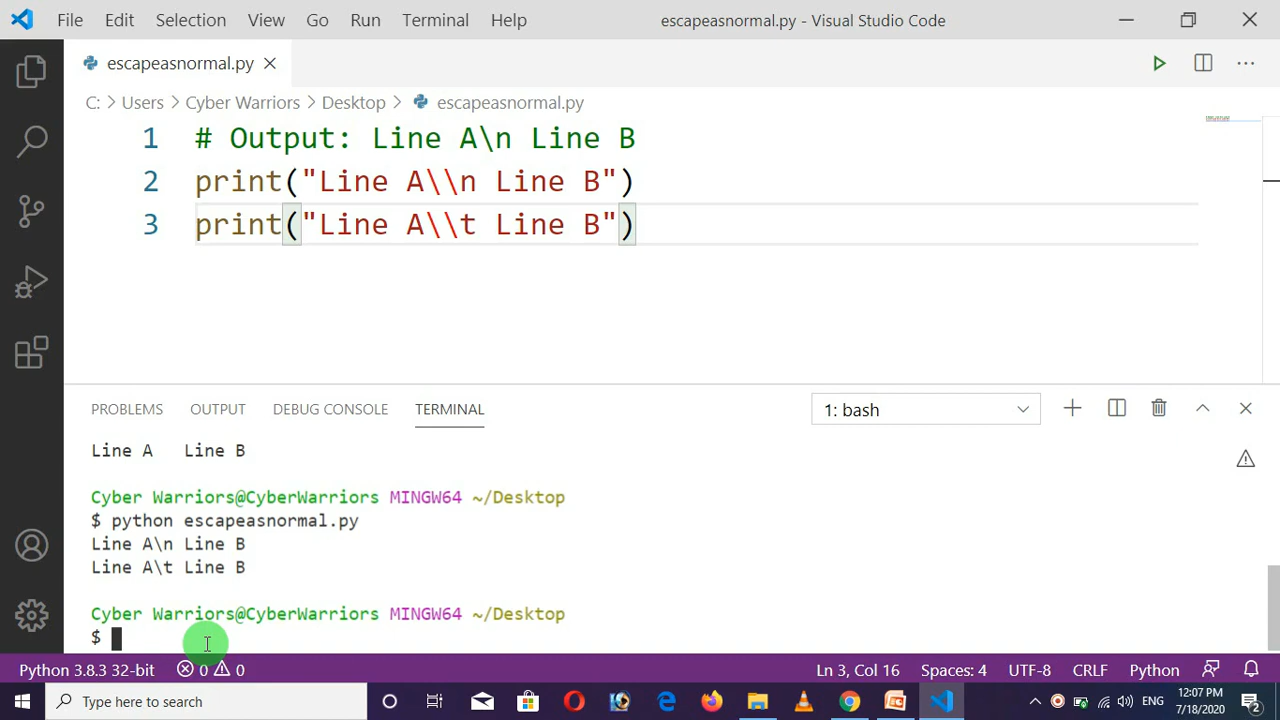 File Edit Selection View Go Run Terminal Help escapeasnormal.py - Visual Studio Code
escapeasnormal.py
C: > Users > Cyber Warriors > Desktop > escapeasnormal.py
1 # Output: Line A\n Line B
2 print("Line A\\n Line B")
3 print("Line A\\t Line B")
PROBLEMS OUTPUT DEBUG CONSOLE TERMINAL 1: bash
Line A   Line B
Cyber Warriors@CyberWarriors MINGW64 ~/Desktop
$ python escapeasnormal.py
Line A\n Line B
Line A\t Line B
Cyber Warriors@CyberWarriors MINGW64 ~/Desktop
$
Python 3.8.3 32-bit 0 0 Ln 3, Col 16 Spaces: 4 UTF-8 CRLF Python
Type here to search ENG 12:07 PM
7/18/2020 2